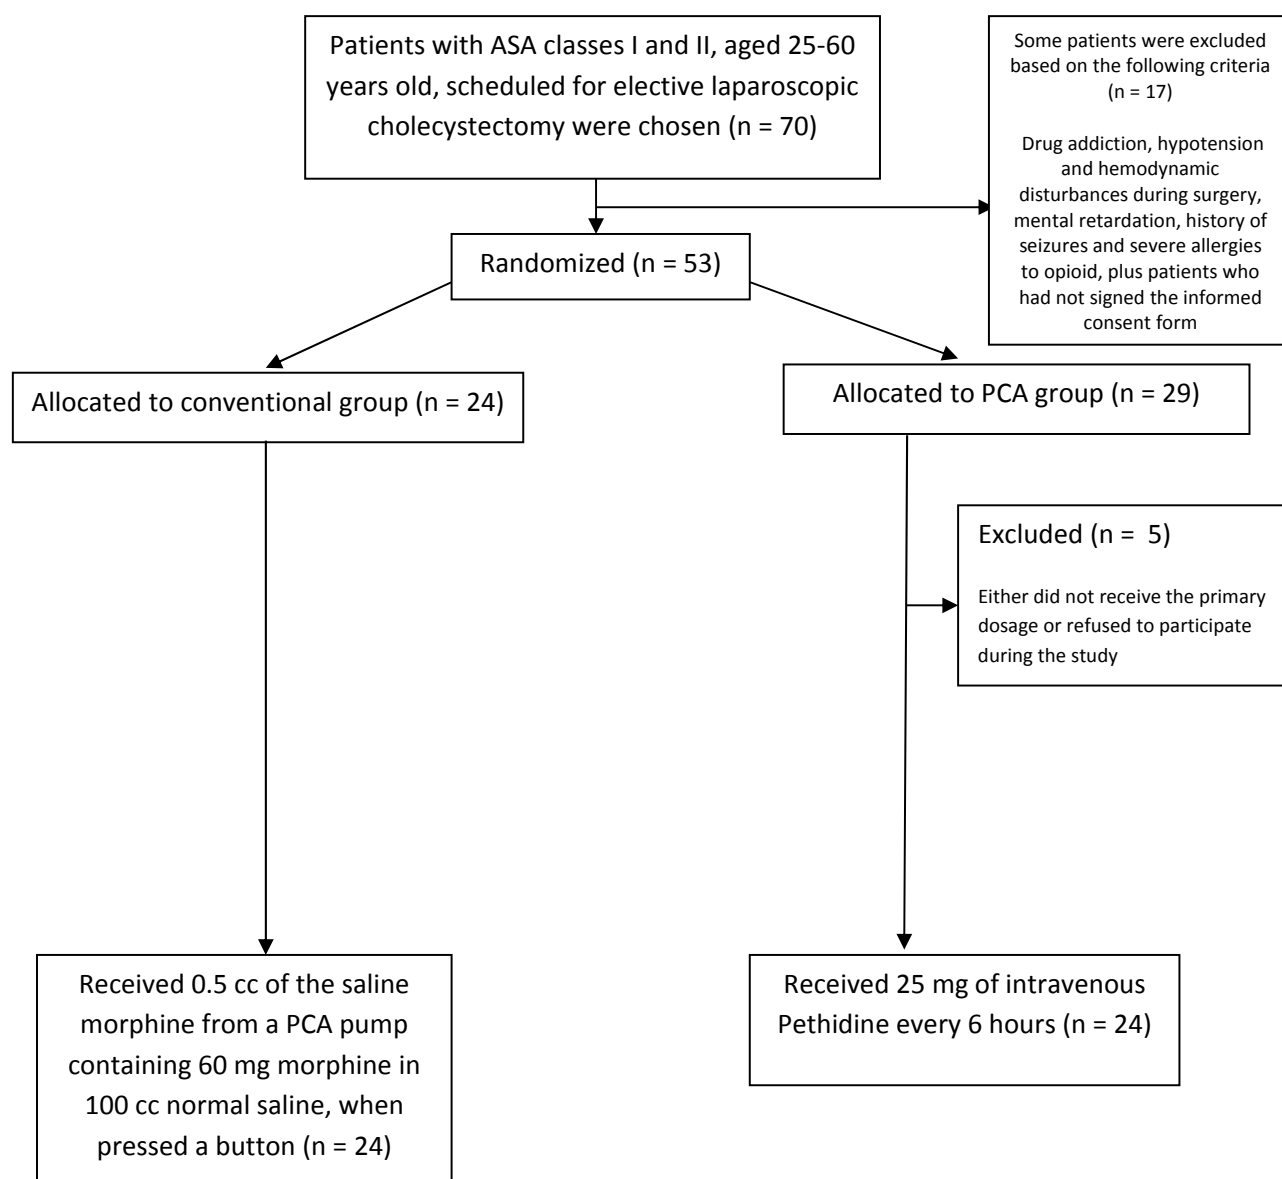 Patients with ASA classes I and II, aged 25-60
years old, scheduled for elective laparoscopic
cholecystectomy were chosen (n = 70)
Some patients were excluded
based on the following criteria
(n = 17)
Drug addiction, hypotension
and hemodynamic
disturbances during surgery,
mental retardation, history of
seizures and severe allergies
to opioid, plus patients who
had not signed the informed
consent form
Randomized (n = 53)
Allocated to conventional group (n = 24)
Allocated to PCA group (n = 29)
Excluded (n = 5)
Either did not receive the primary
dosage or refused to participate
during the study
Received 0.5 cc of the saline
morphine from a PCA pump
containing 60 mg morphine in
100 cc normal saline, when
pressed a button (n = 24)
Received 25 mg of intravenous
Pethidine every 6 hours (n = 24)